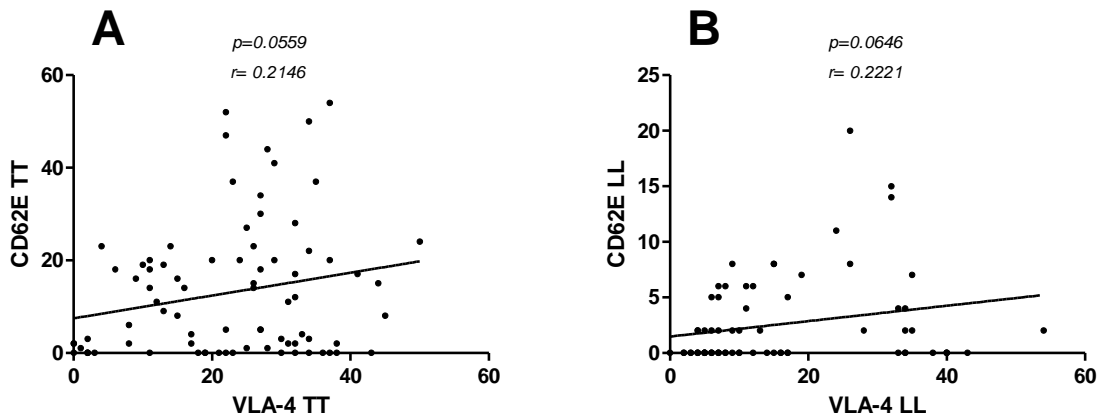 A
p=0.0559
r= 0.2146
60
40
20
0
0 20 40 60
CD62E TT
VLA-4 TT
B
p=0.0646
r= 0.2221
25
20
15
10
5
0
0 20 40 60
CD62E LL
VLA-4 LL